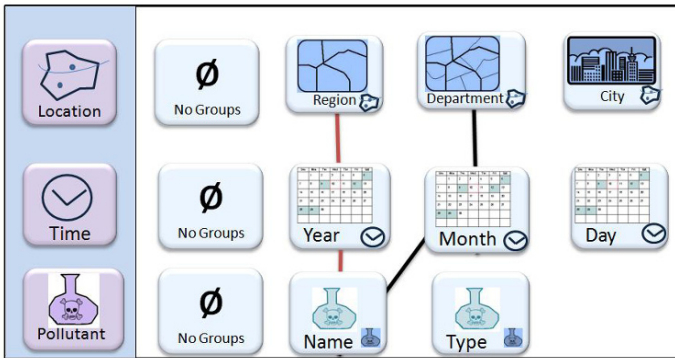 Location
No Groups
Region
Department
City
Time
No Groups
Year
Month
Day
Pollutant
No Groups
Name
Type